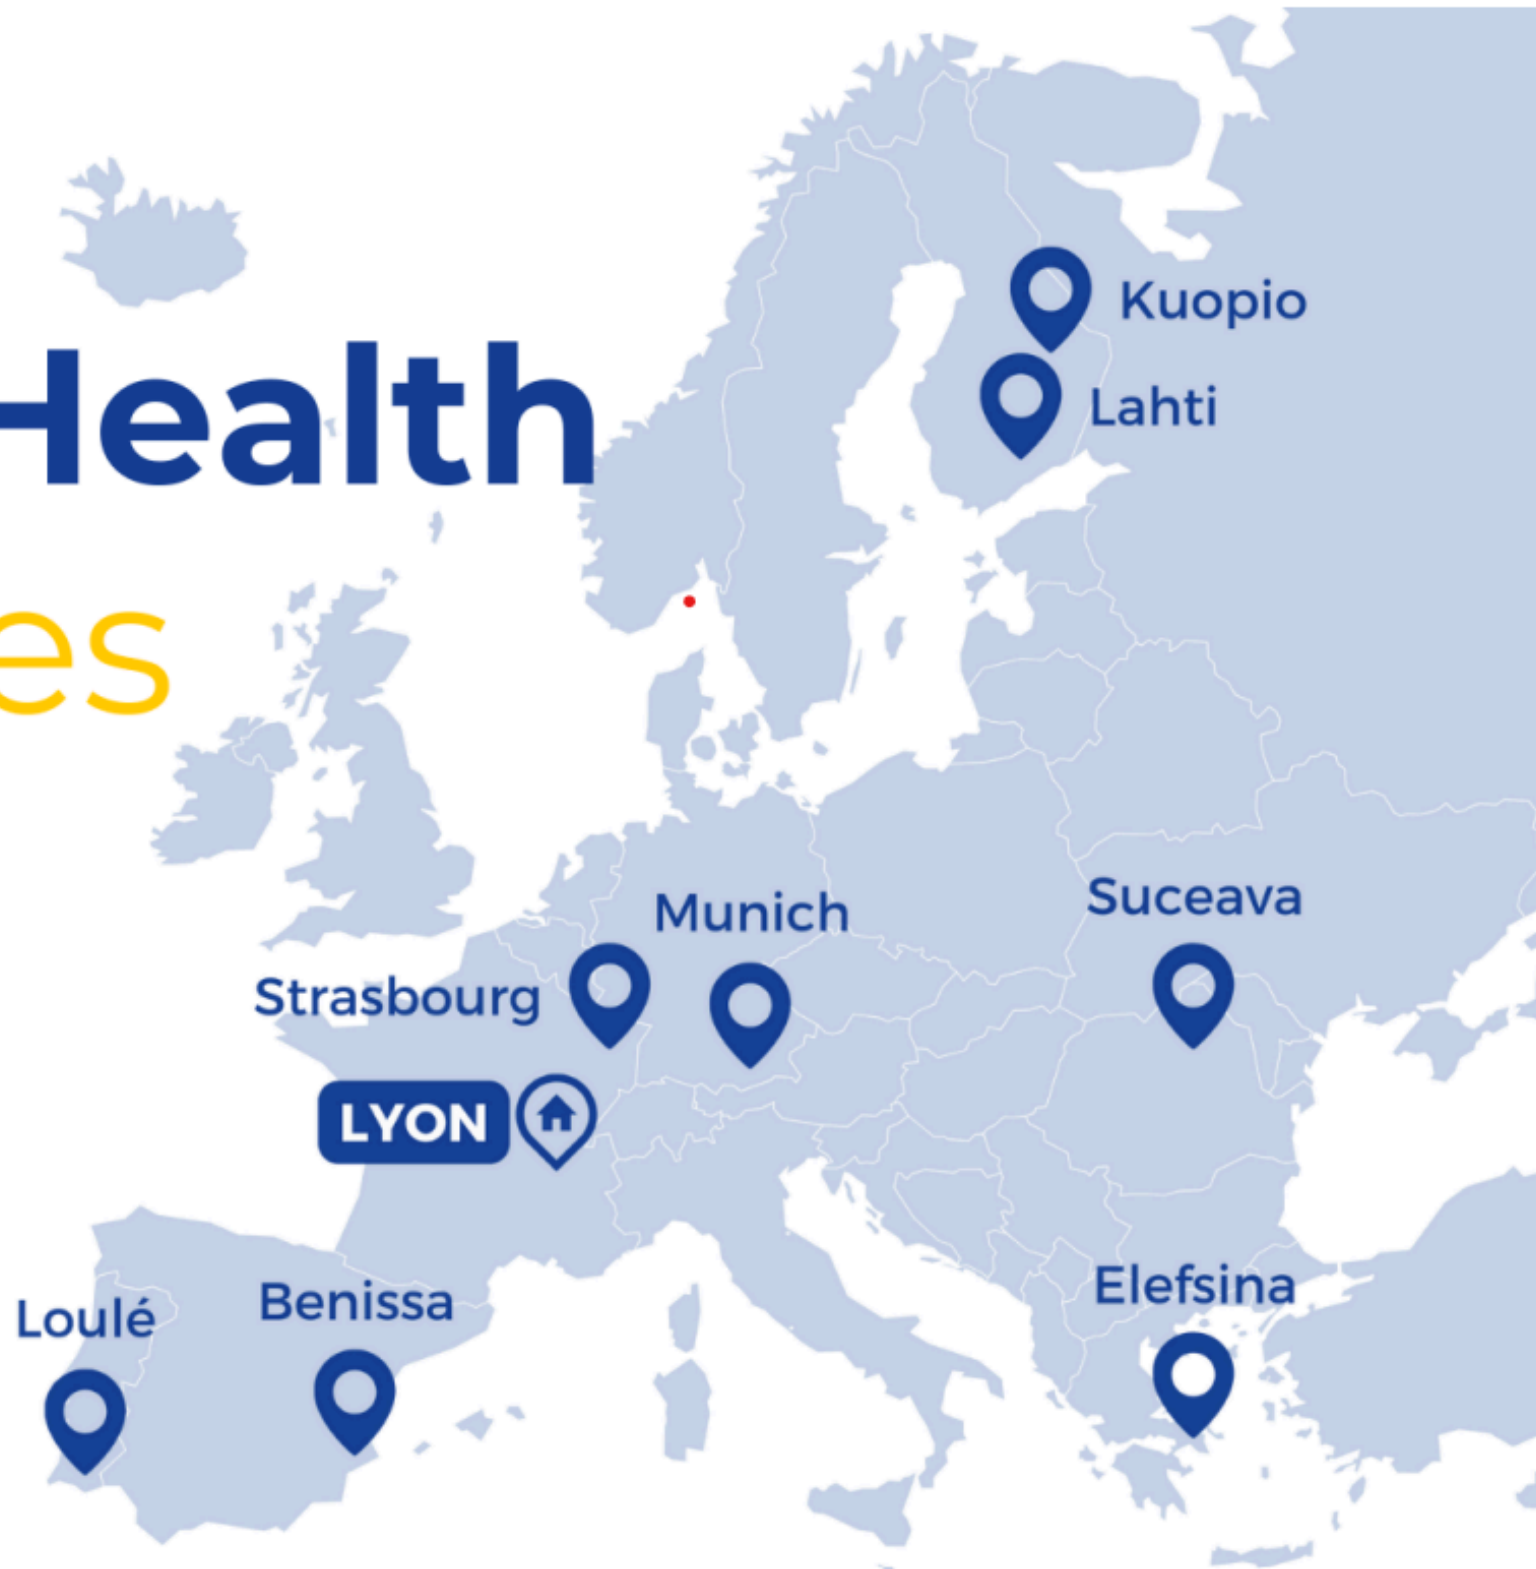 Health
es
Kuopio
Lahti
Munich
Suceava
Strasbourg
LYON
Elefsina
Benissa
Loulé